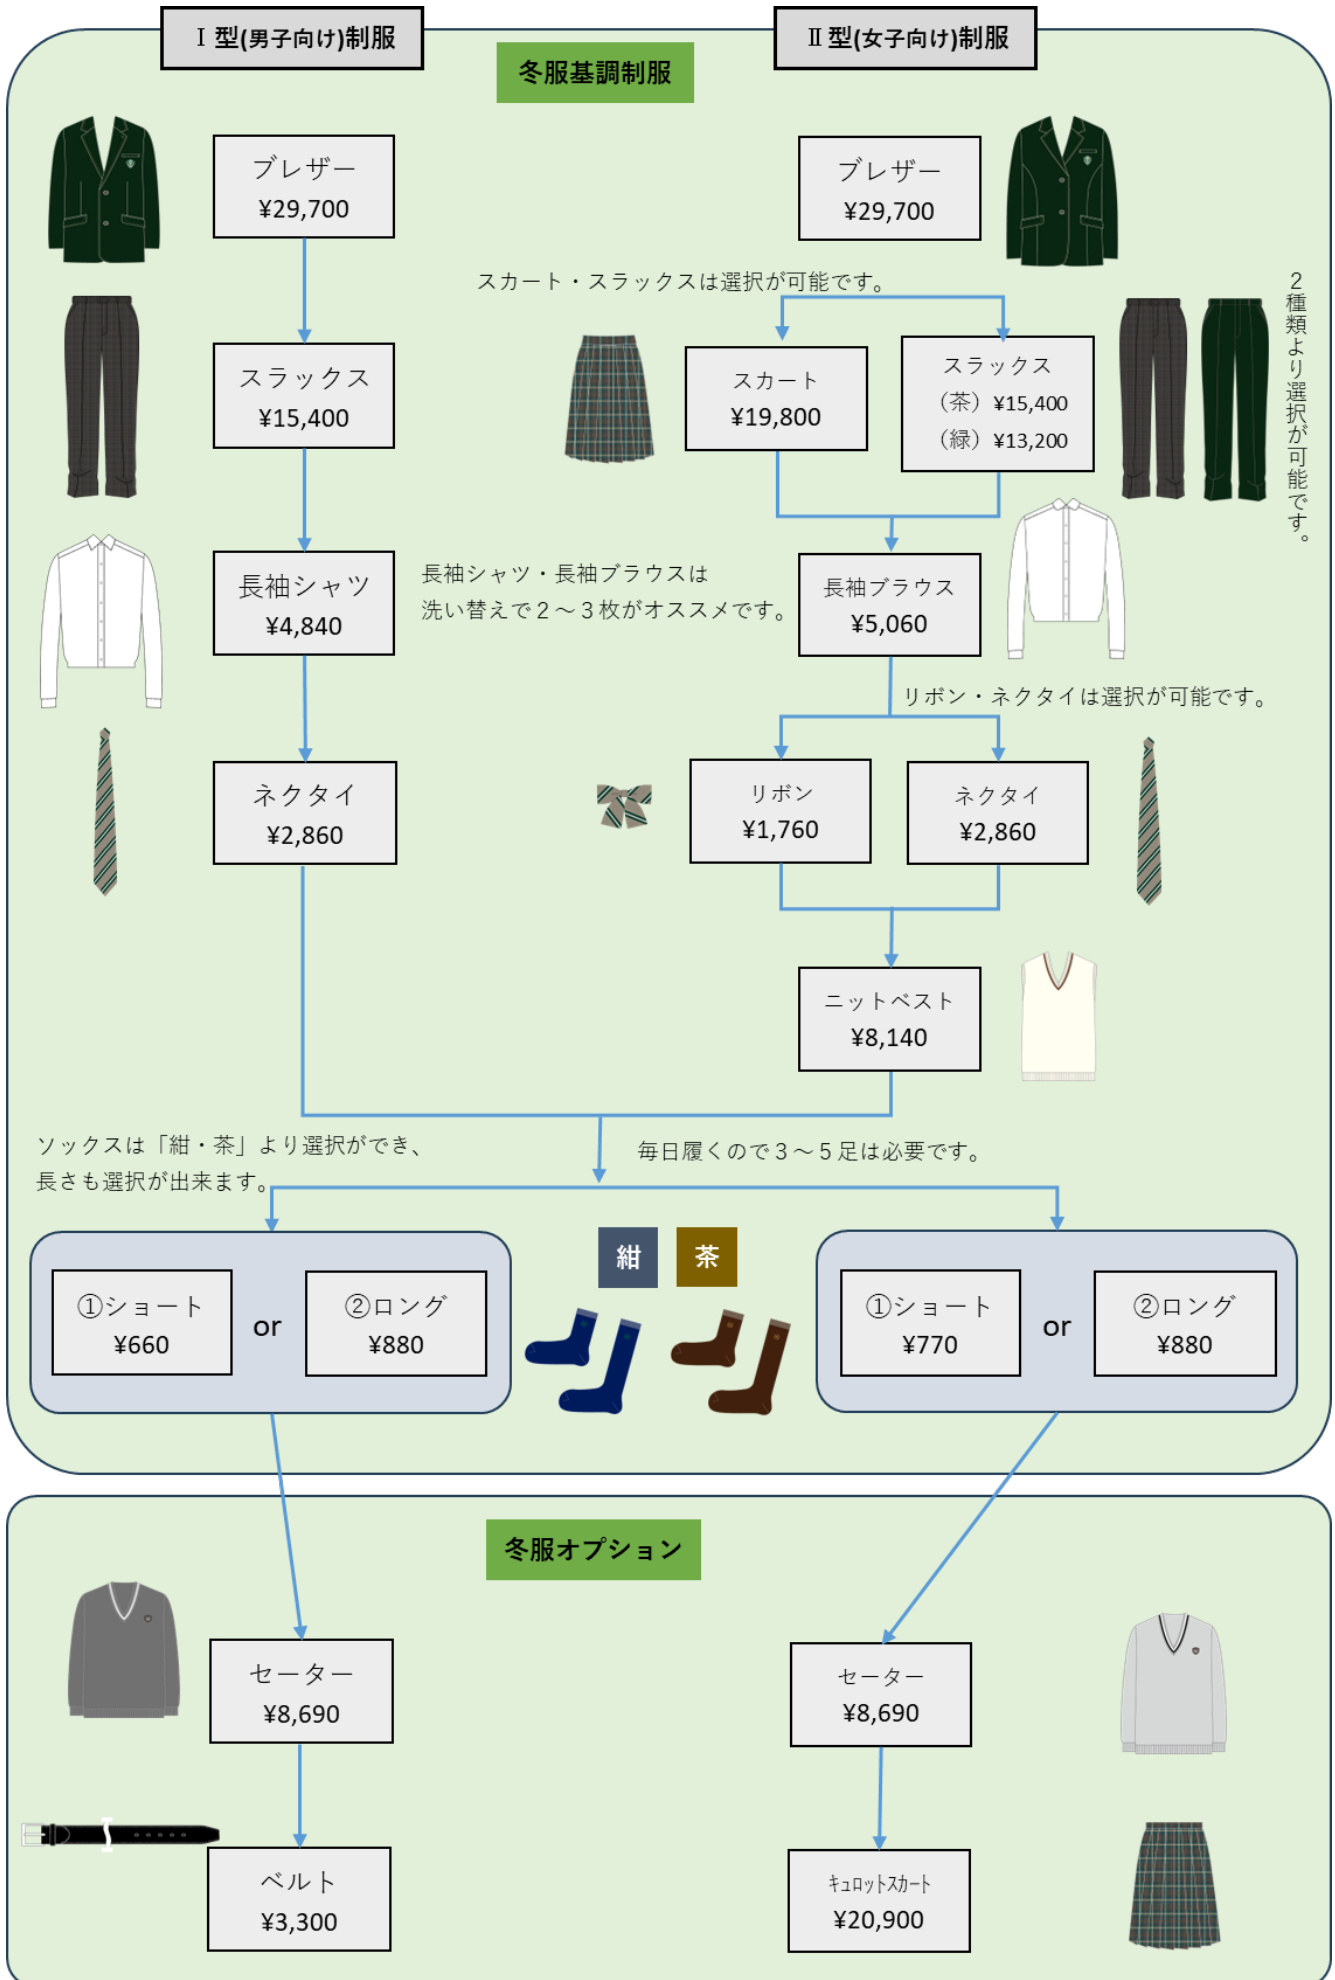 Ⅰ型(男子向け)制服
Ⅱ型(女子向け)制服
冬服基調制服
ブレザー
¥29,700
ブレザー
¥29,700
スカート・スラックスは選択が可能です。
２種類より選択が可能です。
スラックス
¥15,400
スカート
¥19,800
スラックス
（茶）¥15,400
（緑）¥13,200
長袖シャツ
¥4,840
長袖シャツ・長袖ブラウスは
洗い替えで２～３枚がオススメです。
長袖ブラウス
¥5,060
リボン・ネクタイは選択が可能です。
ネクタイ
¥2,860
リボン
¥1,760
ネクタイ
¥2,860
ニットベスト
¥8,140
ソックスは「紺・茶」より選択ができ、
長さも選択が出来ます。
毎日履くので３～５足は必要です。
①ショート
¥660
or
②ロング
¥880
紺
茶
①ショート
¥770
or
②ロング
¥880
冬服オプション
セーター
¥8,690
セーター
¥8,690
ベルト
¥3,300
ｷｭﾛｯﾄｽｶｰﾄ
¥20,900